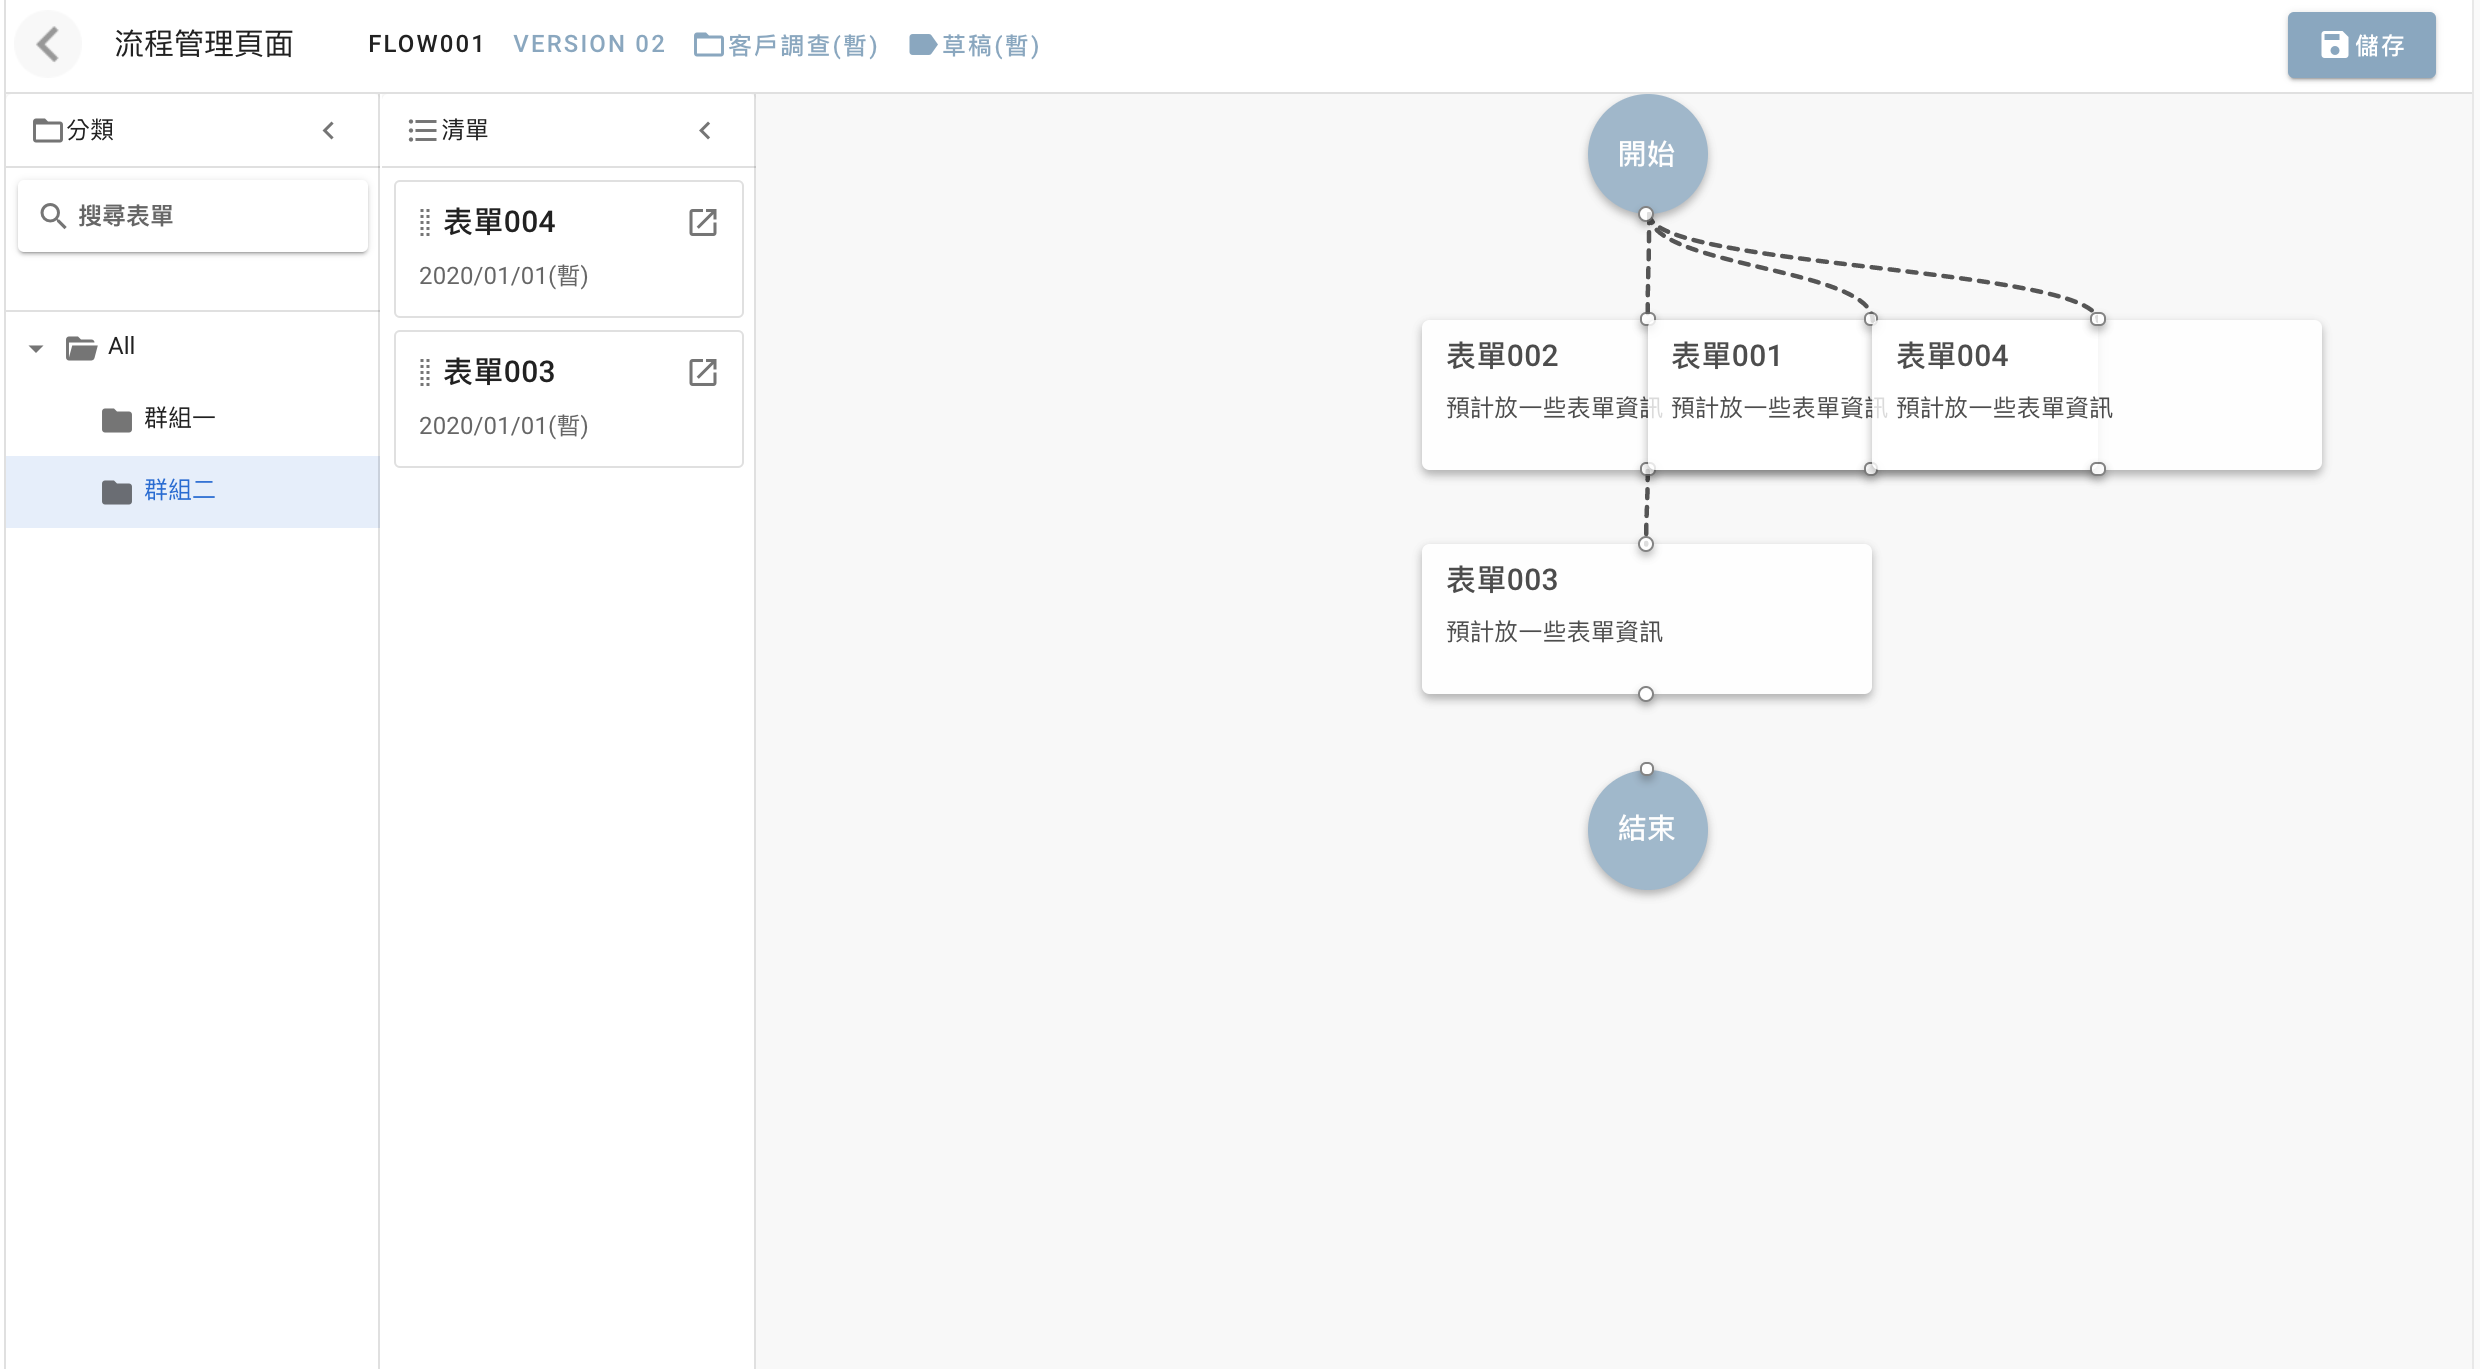 流程管理頁面 FLOW001 VERSION 02 客戶調查(暫) 草稿(暫) 儲存
分類
搜尋表單
All
群組一
群組二
清單
表單004
2020/01/01(暫)
表單003
2020/01/01(暫)
開始
表單002
預計放一些表單資訊
表單001
預計放一些表單資訊
表單004
預計放一些表單資訊
表單003
預計放一些表單資訊
結束